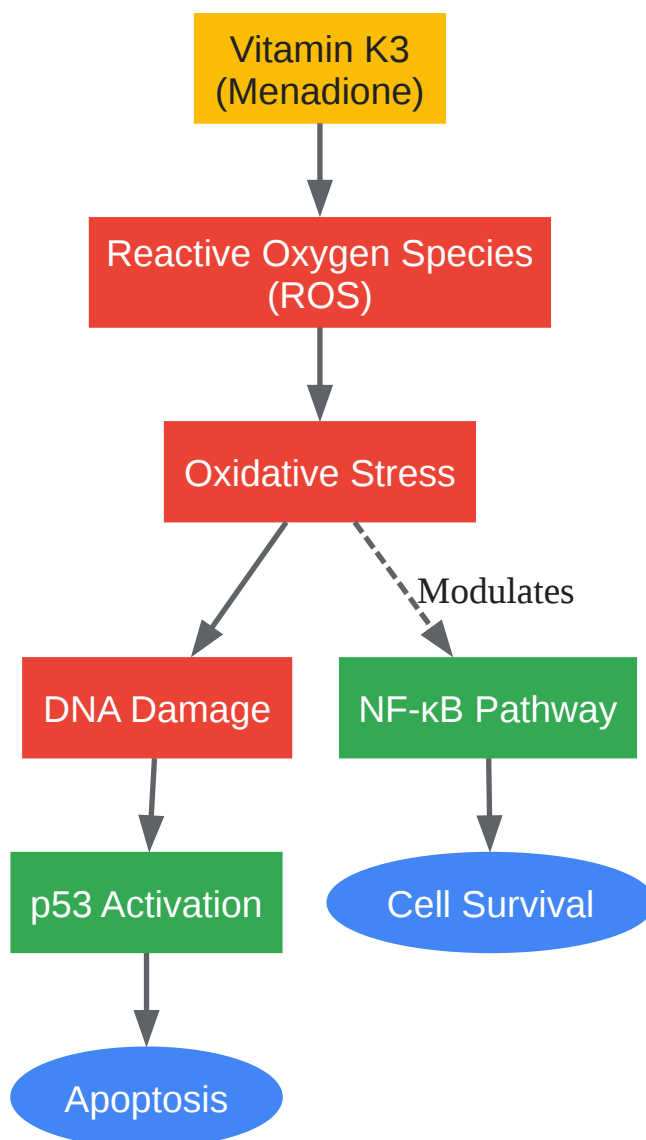 Vitamin K3
(Menadione)
Reactive Oxygen Species
(ROS)
Oxidative Stress
Modulates
DNA Damage
NF-κB Pathway
p53 Activation
Cell Survival
Apoptosis